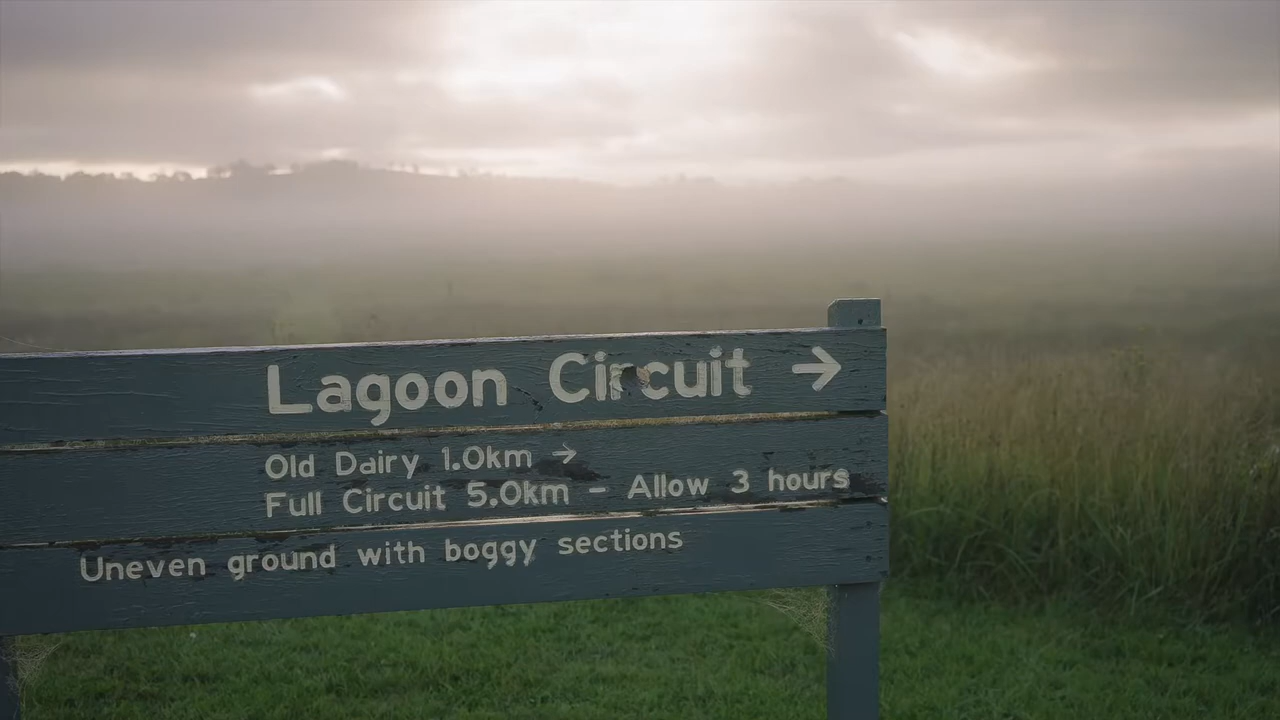 Lagoon Circuit →
Old Dairy 1.0km →
Full Circuit 5.0km – Allow 3 hours
Uneven ground with boggy sections